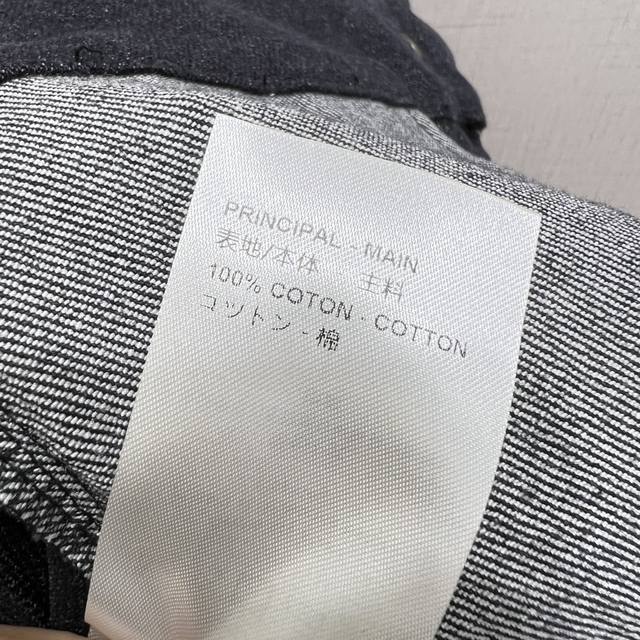 PRINCIPAL - MAIN
表地/本体 主料
100% COTON - COTTON
コットン - 棉